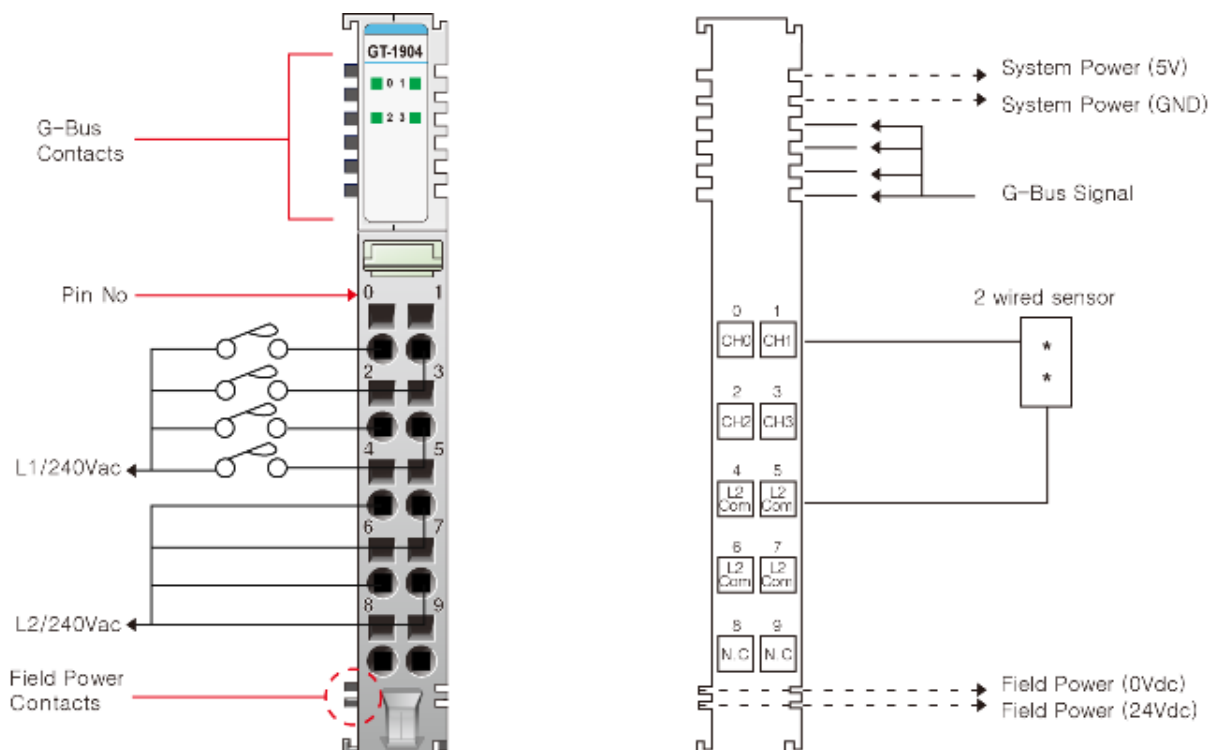 GT-1904
0 1
2 3
G-Bus
Contacts
Pin No
0 1
2 3
4 5
6 7
8 9
L1/240Vac
L2/240Vac
Field Power
Contacts
System Power (5V)
System Power (GND)
G-Bus Signal
2 wired sensor
*
*
0 1
CH0 CH1
2 3
CH2 CH3
4 5
L2 L2
Com Com
6 7
L2 L2
Com Com
8 9
N.C N.C
Field Power (0Vdc)
Field Power (24Vdc)